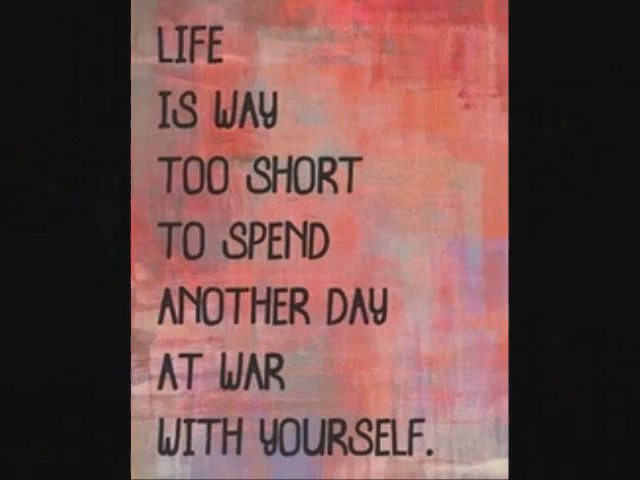 LIFE
IS WAY
TOO SHORT
TO SPEND
ANOTHER DAY
AT WAR
WITH YOURSELF.